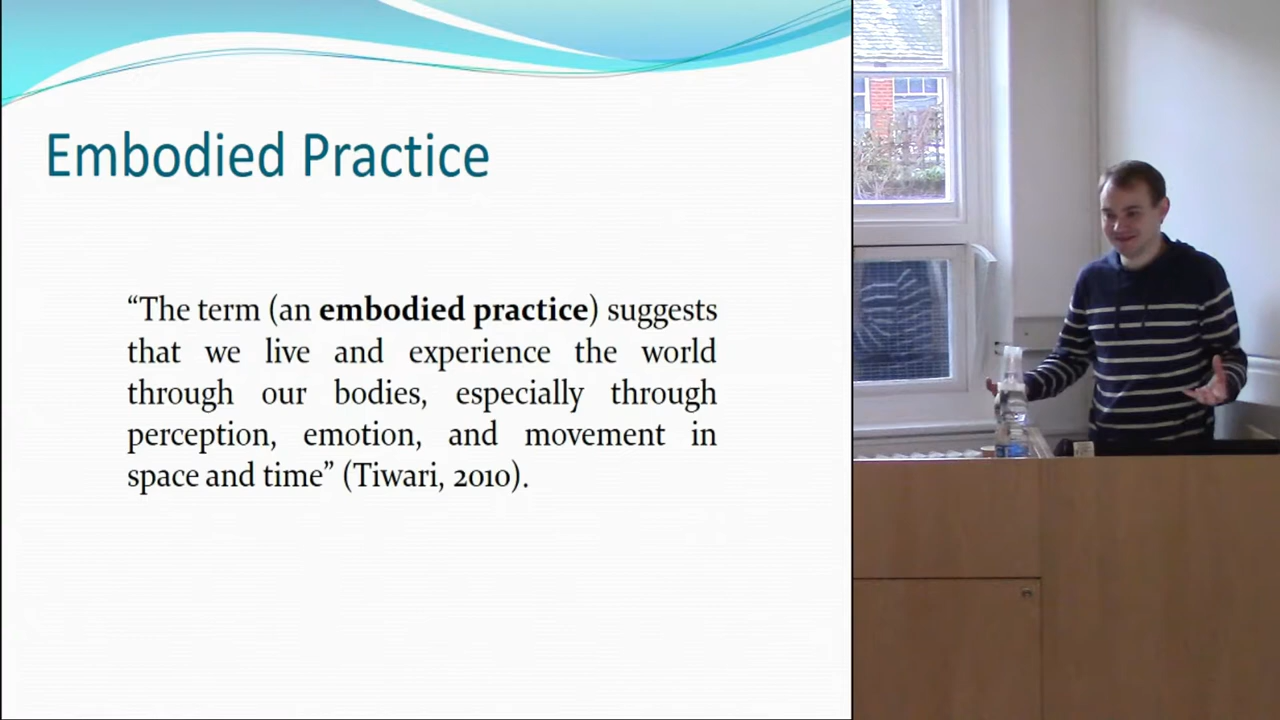 Embodied Practice
“The term (an embodied practice) suggests
that we live and experience the world
through our bodies, especially through
perception, emotion, and movement in
space and time” (Tiwari, 2010).